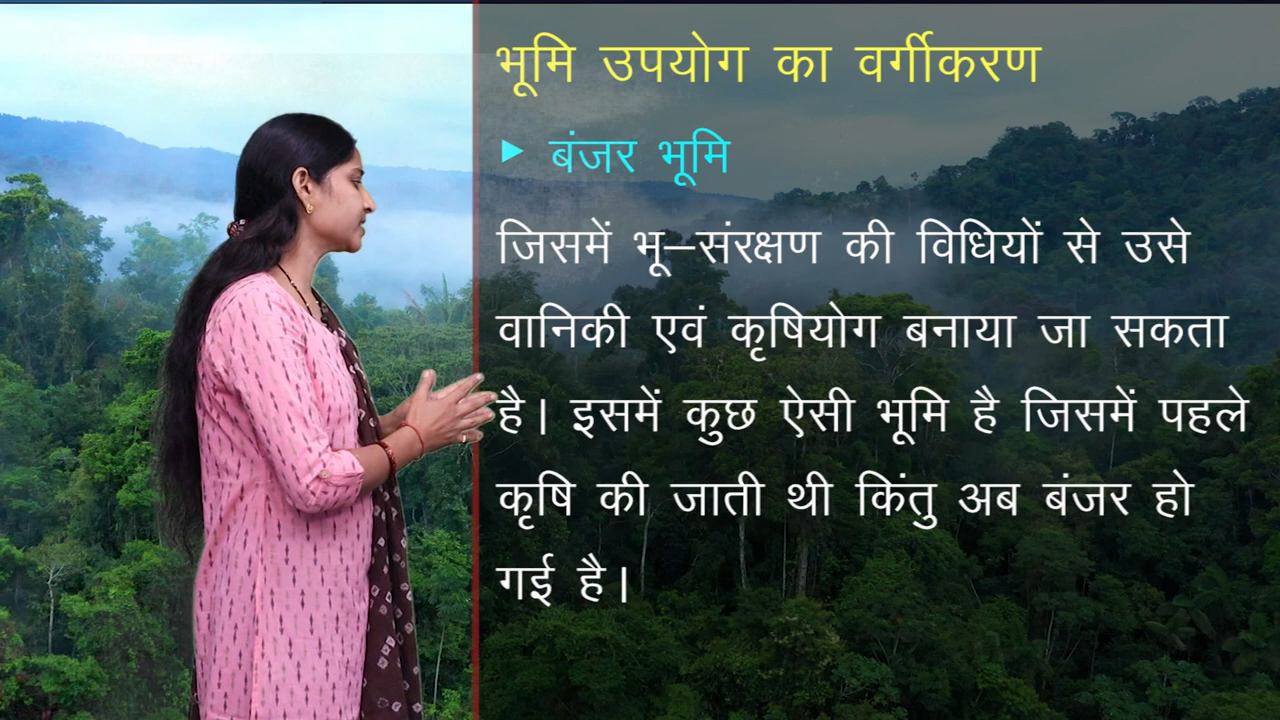 भूमि उपयोग का वर्गीकरण
▶ बंजर भूमि
जिसमें भू–संरक्षण की विधियों से उसे
वानिकी एवं कृषियोग बनाया जा सकता
है। इसमें कुछ ऐसी भूमि है जिसमें पहले
कृषि की जाती थी किंतु अब बंजर हो
गई है।